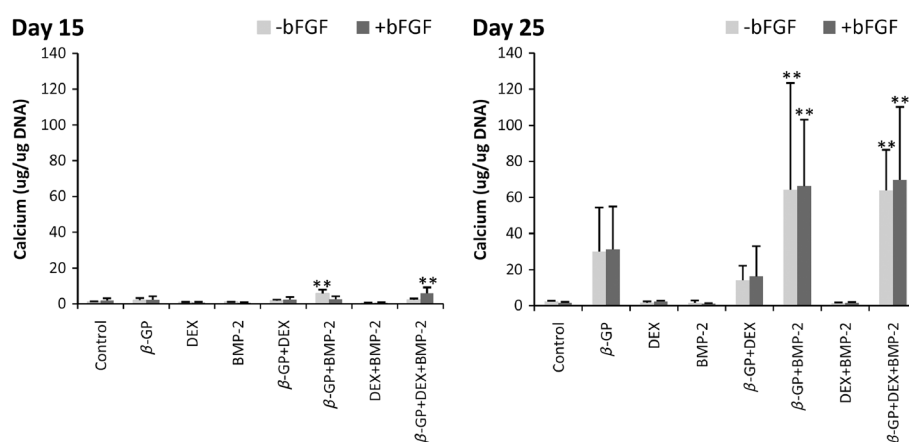 Day 15
-bFGF +bFGF
Calcium (ug/ug DNA)
140
120
100
80
60
40
20
0
**
**
Control
β-GP
DEX
BMP-2
β-GP+DEX
β-GP+BMP-2
DEX+BMP-2
β-GP+DEX+BMP-2
Day 25
-bFGF +bFGF
Calcium (ug/ug DNA)
140
120
100
80
60
40
20
0
**
**
**
**
Control
β-GP
DEX
BMP-2
β-GP+DEX
β-GP+BMP-2
DEX+BMP-2
β-GP+DEX+BMP-2